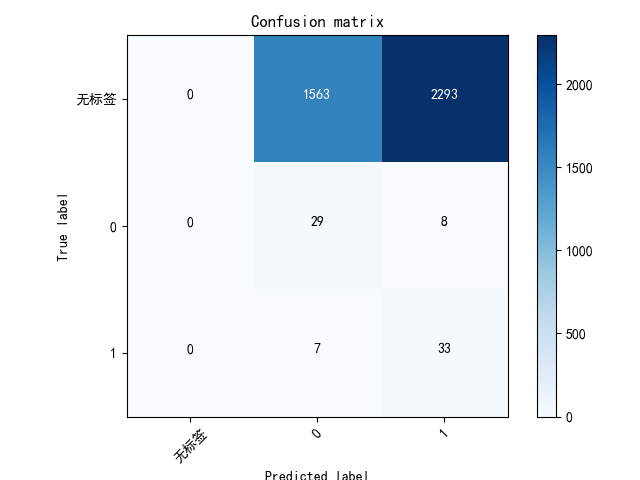 Confusion matrix
无标签 0 1563 2293
0 0 29 8
1 0 7 33
True label
无标签 0 1
Predicted label
2000
1500
1000
500
0